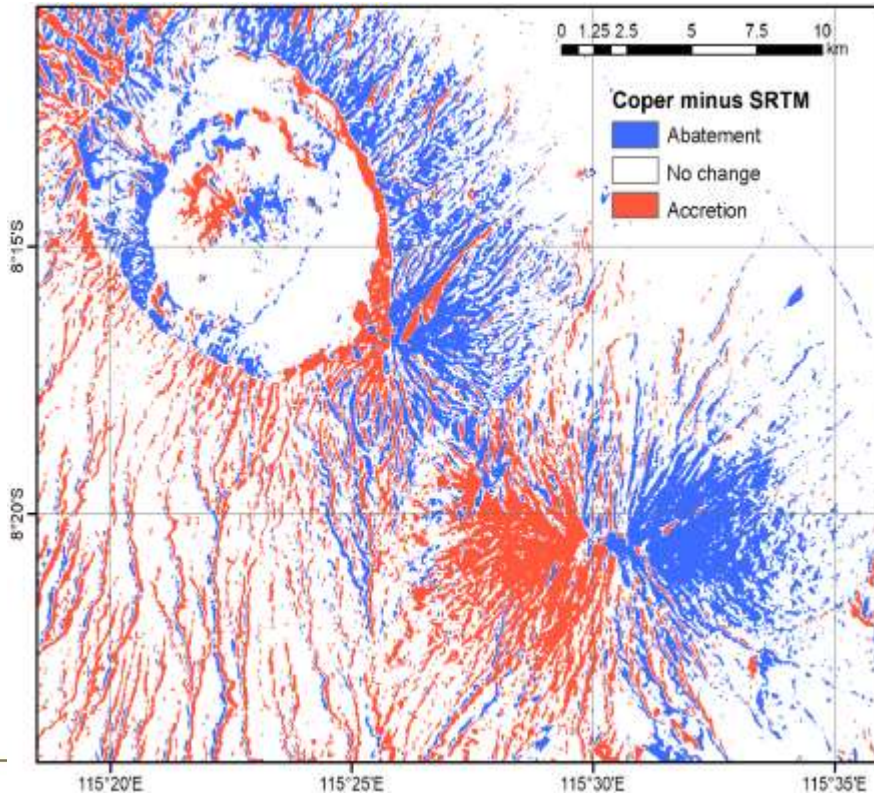 0 1.25 2.5 5 7.5 10
km
Coper minus SRTM
Abatement
No change
Accretion
8°15'S
8°20'S
115°20'E 115°25'E 115°30'E 115°35'E